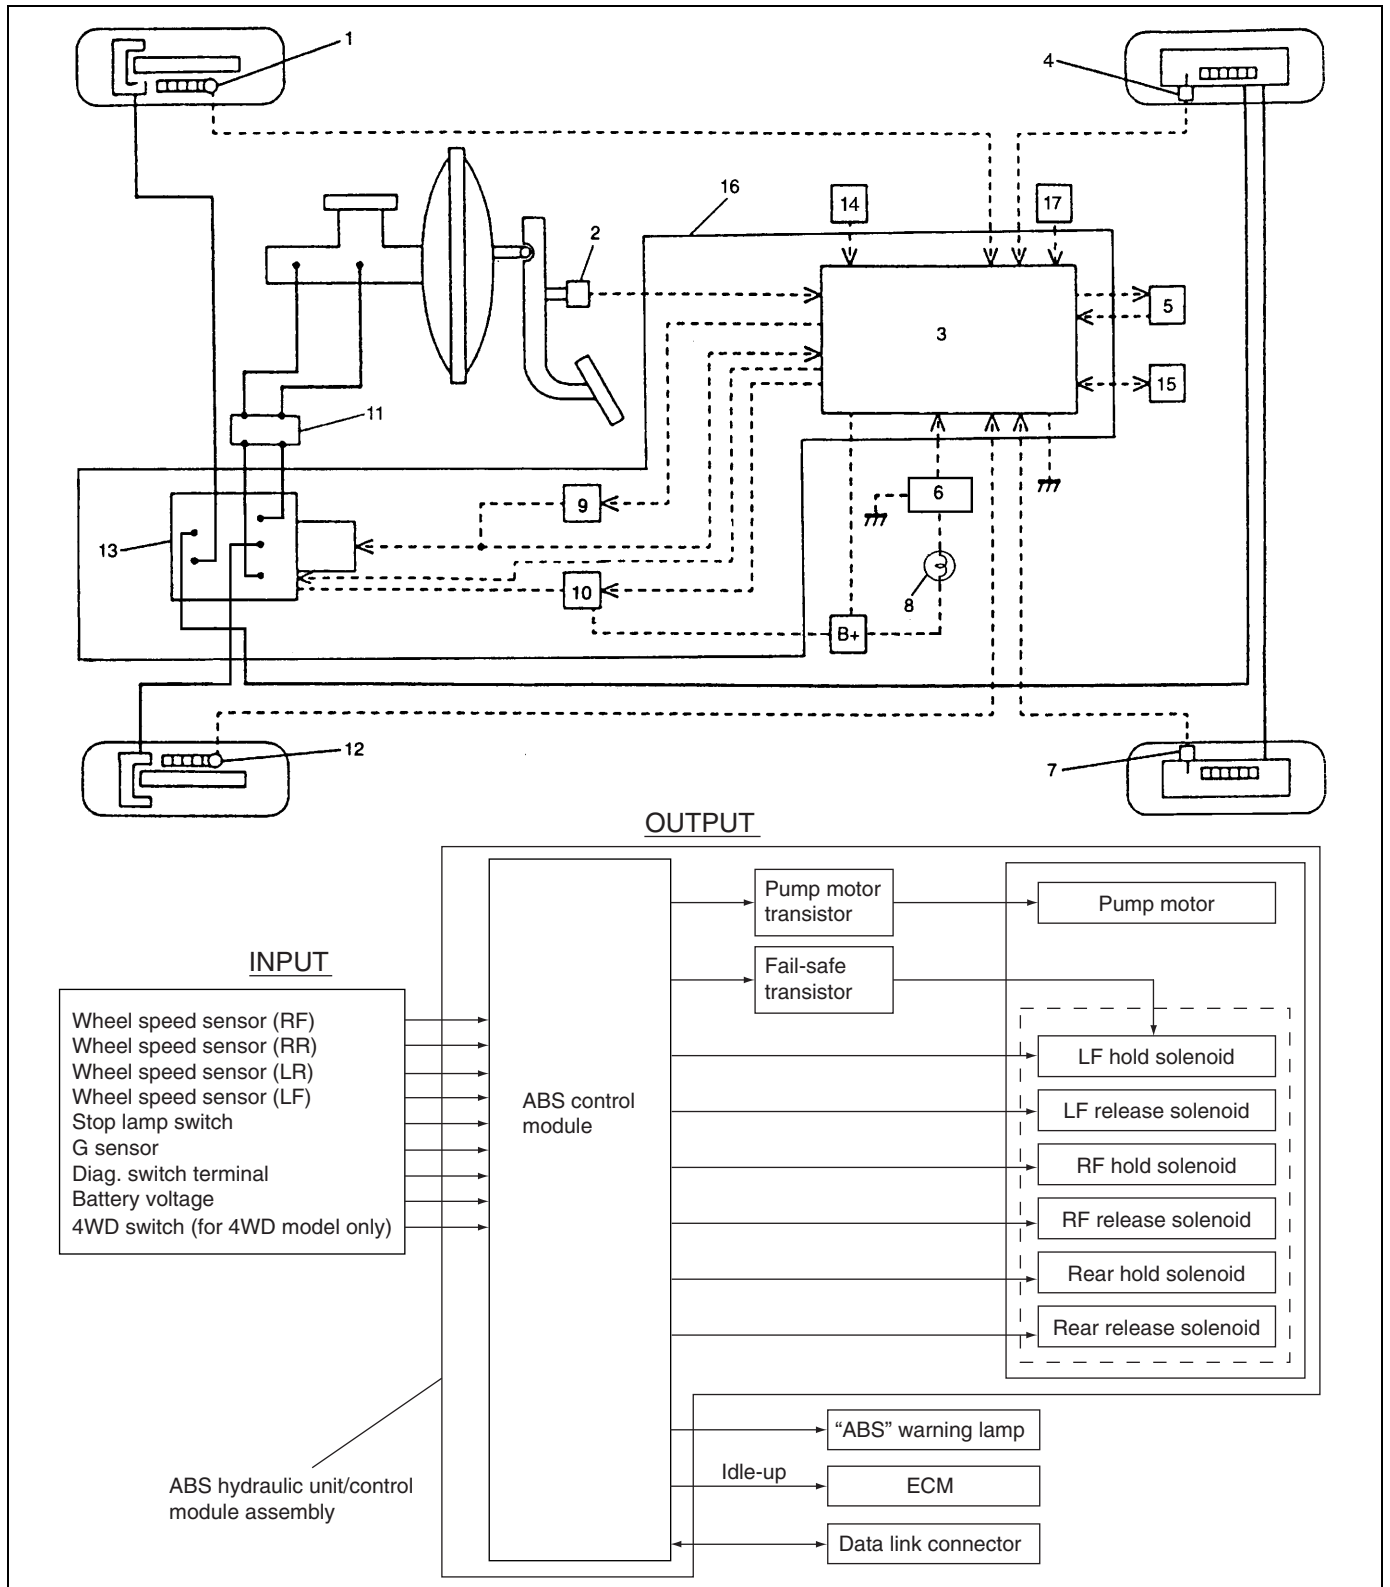 1
4
16
14
17
2
5
3
15
11
9
6
13
10
8
B+
12
7
OUTPUT
Pump motor
transistor
Pump motor
INPUT
Fail-safe
transistor
Wheel speed sensor (RF)
Wheel speed sensor (RR)
Wheel speed sensor (LR)
Wheel speed sensor (LF)
Stop lamp switch
G sensor
Diag. switch terminal
Battery voltage
4WD switch (for 4WD model only)
ABS control
module
LF hold solenoid
LF release solenoid
RF hold solenoid
RF release solenoid
Rear hold solenoid
Rear release solenoid
“ABS” warning lamp
Idle-up
ECM
Data link connector
ABS hydraulic unit/control
module assembly